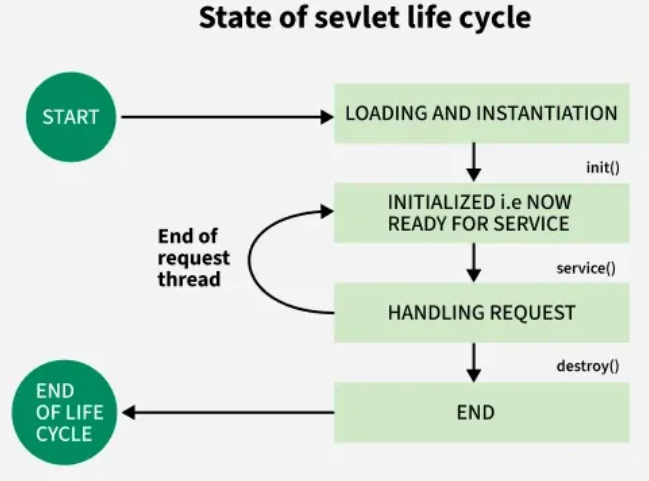 State of sevlet life cycle
START
LOADING AND INSTANTIATION
init()
INITIALIZED i.e NOW
READY FOR SERVICE
End of
request
thread
service()
HANDLING REQUEST
destroy()
END
OF LIFE
CYCLE
END